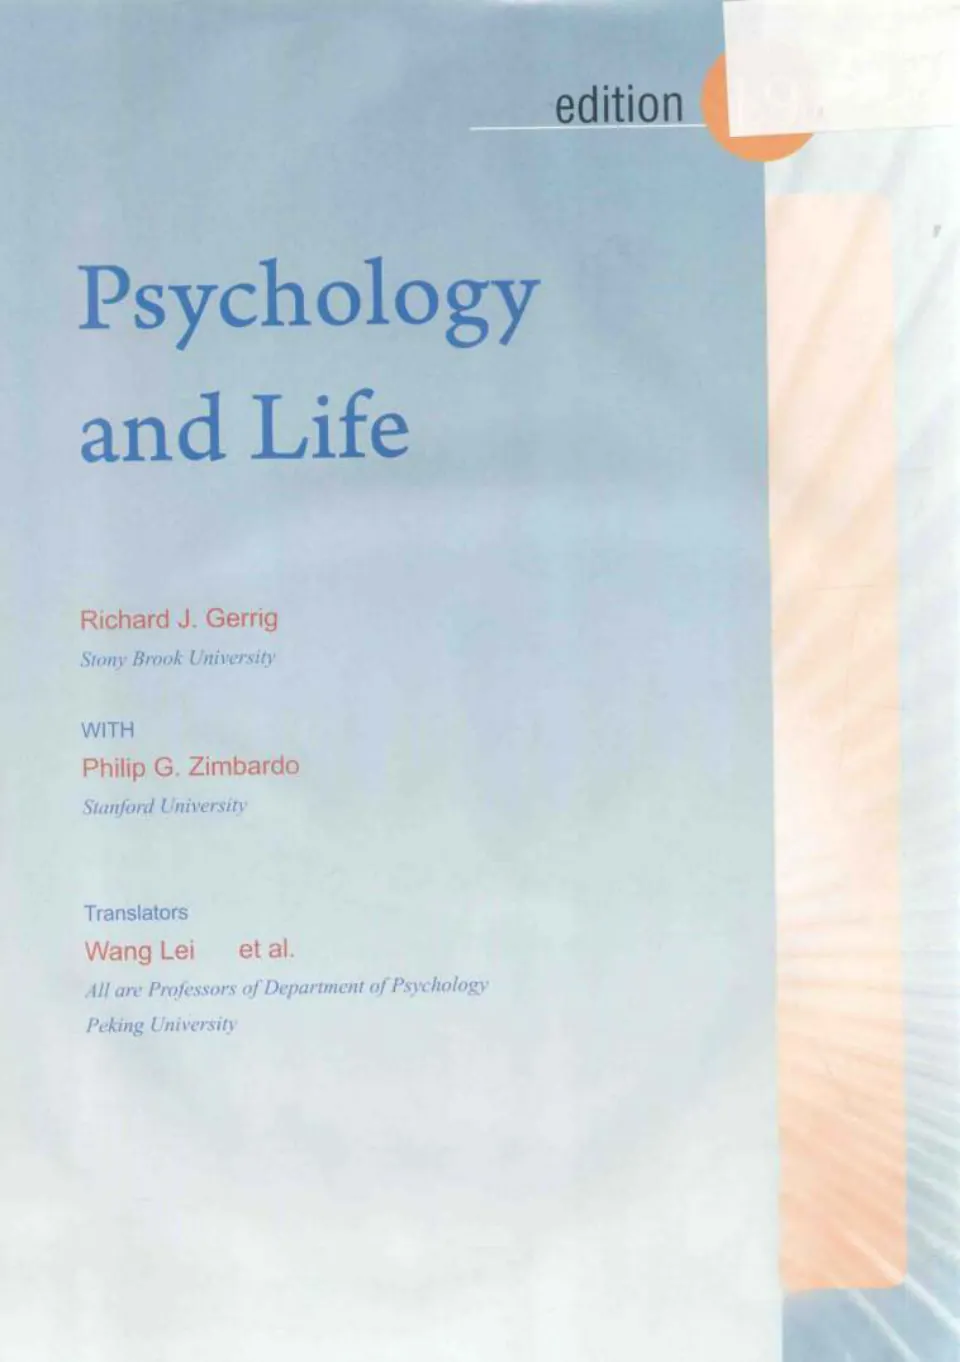 edition
Psychology
and Life
Richard J. Gerrig
Stony Brook University
WITH
Philip G. Zimbardo
Stanford University
Translators
Wang Lei et al.
All are Professors of Department of Psychology
Peking University